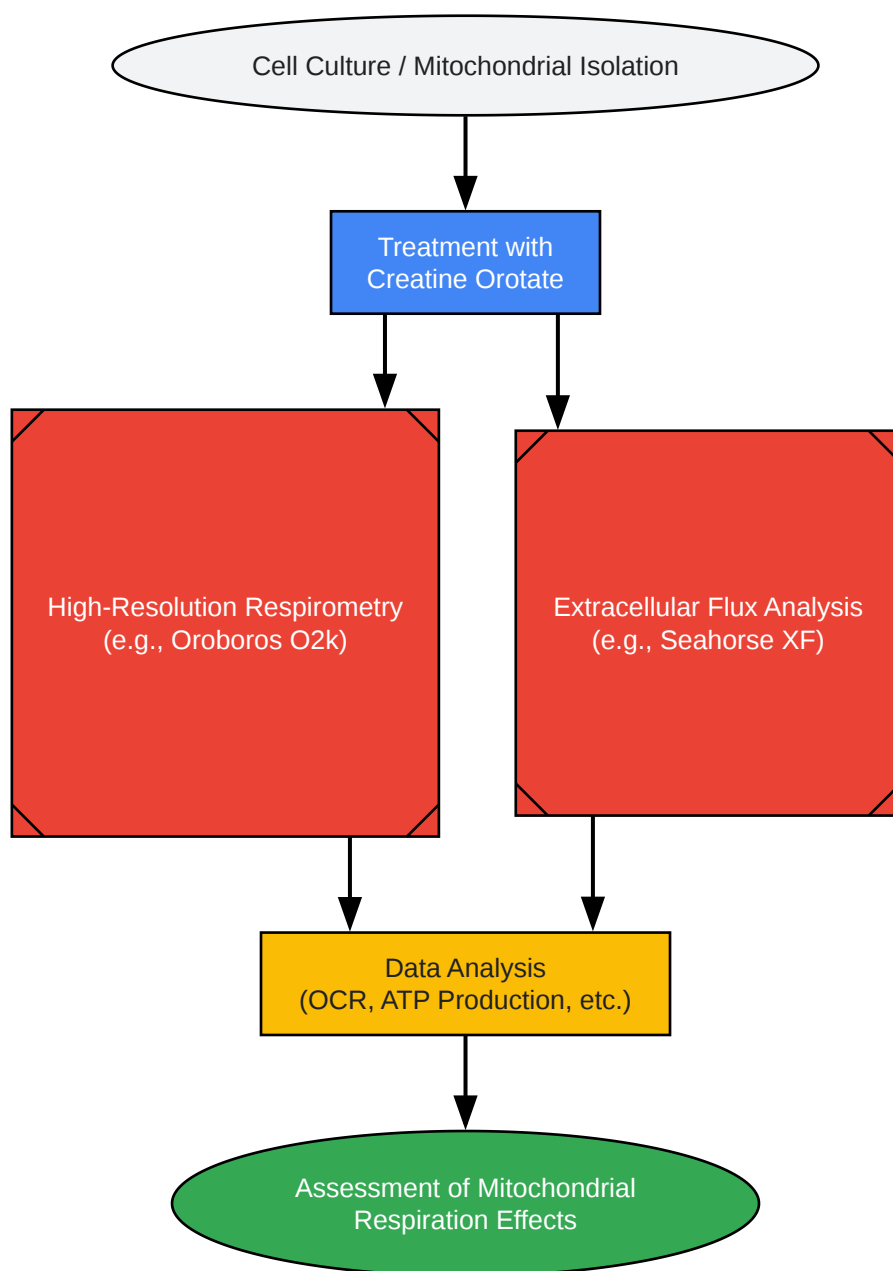 Cell Culture / Mitochondrial Isolation
Treatment with
Creatine Orotate
High-Resolution Respirometry
(e.g., Oroboros O2k)
Extracellular Flux Analysis
(e.g., Seahorse XF)
Data Analysis
(OCR, ATP Production, etc.)
Assessment of Mitochondrial
Respiration Effects